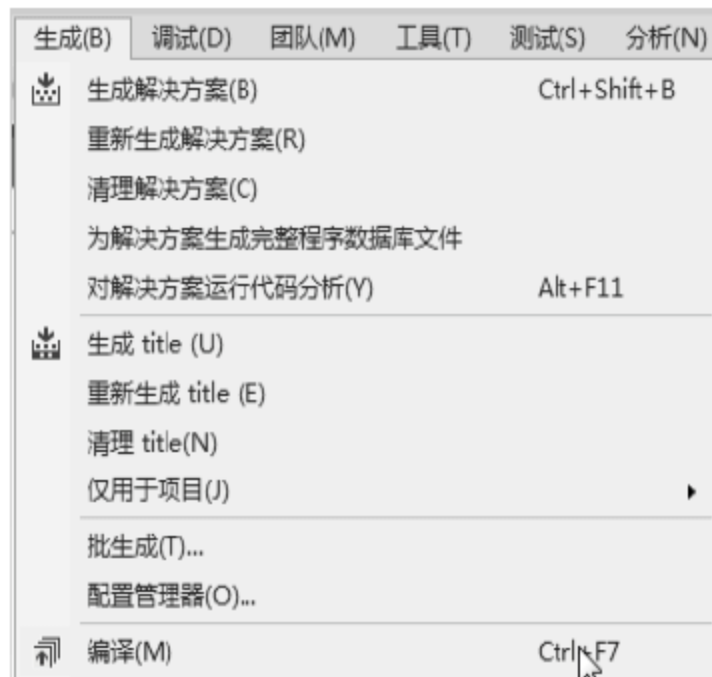 生成(B) 调试(D) 团队(M) 工具(T) 测试(S) 分析(N)
生成解决方案(B) Ctrl+Shift+B
重新生成解决方案(R)
清理解决方案(C)
为解决方案生成完整程序数据库文件
对解决方案运行代码分析(Y) Alt+F11
生成 title (U)
重新生成 title (E)
清理 title(N)
仅用于项目(J)
批生成(T)...
配置管理器(O)...
编译(M) Ctrl+F7